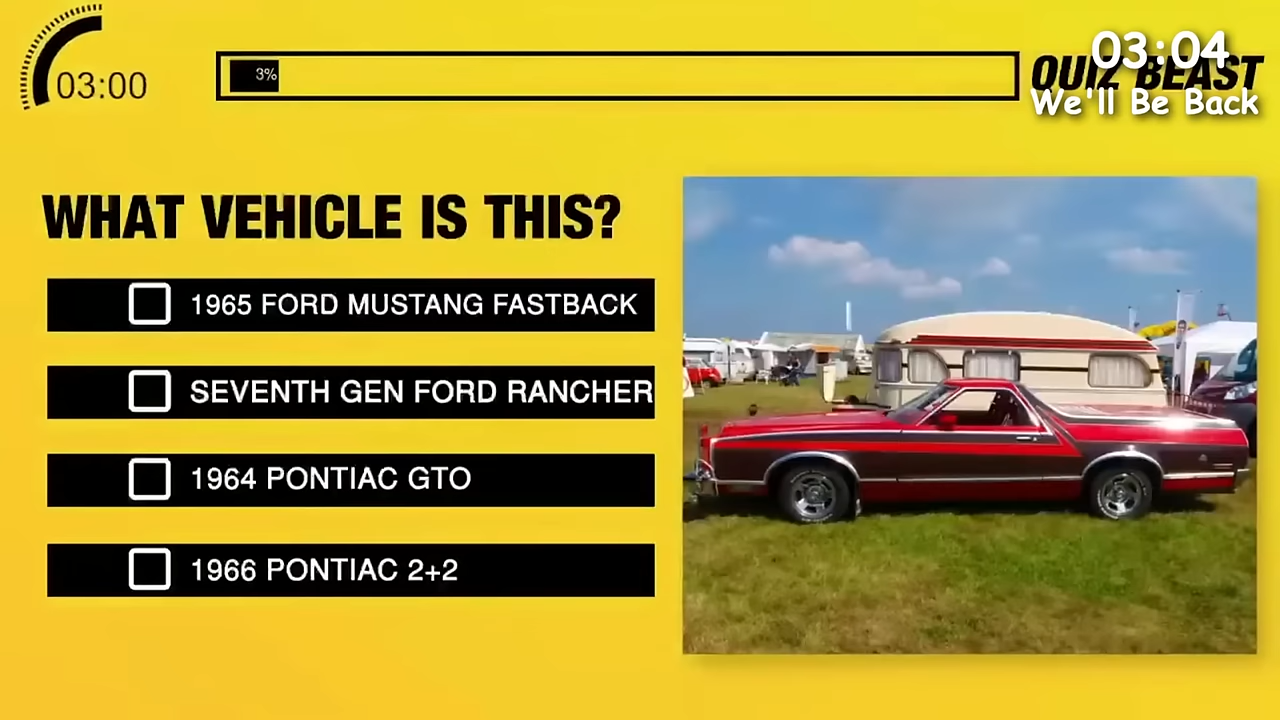 03:00
3%
QUIZ BEAST
03:04
We'll Be Back
WHAT VEHICLE IS THIS?
1965 FORD MUSTANG FASTBACK
SEVENTH GEN FORD RANCHER
1964 PONTIAC GTO
1966 PONTIAC 2+2